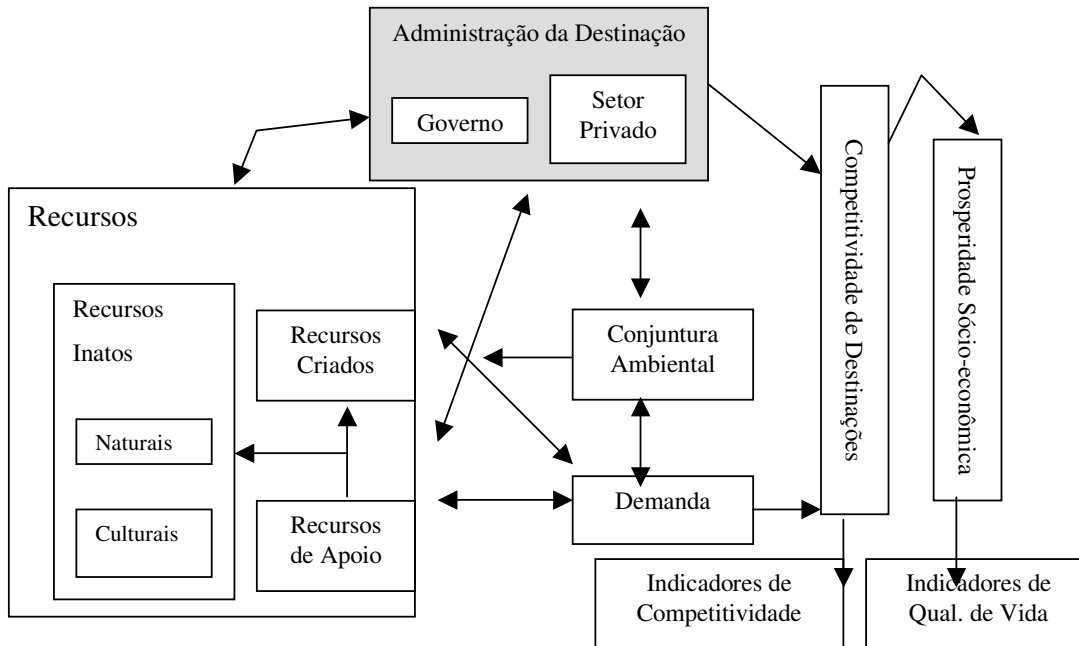 Administração da Destinação
Governo
Setor
Privado
Competitividade de Destinações
Prosperidade Sócio-econômica
Recursos
Recursos
Inatos
Recursos
Criados
Conjuntura
Ambiental
Naturais
Culturais
Recursos
de Apoio
Demanda
Indicadores de
Competitividade
Indicadores de
Qual. de Vida